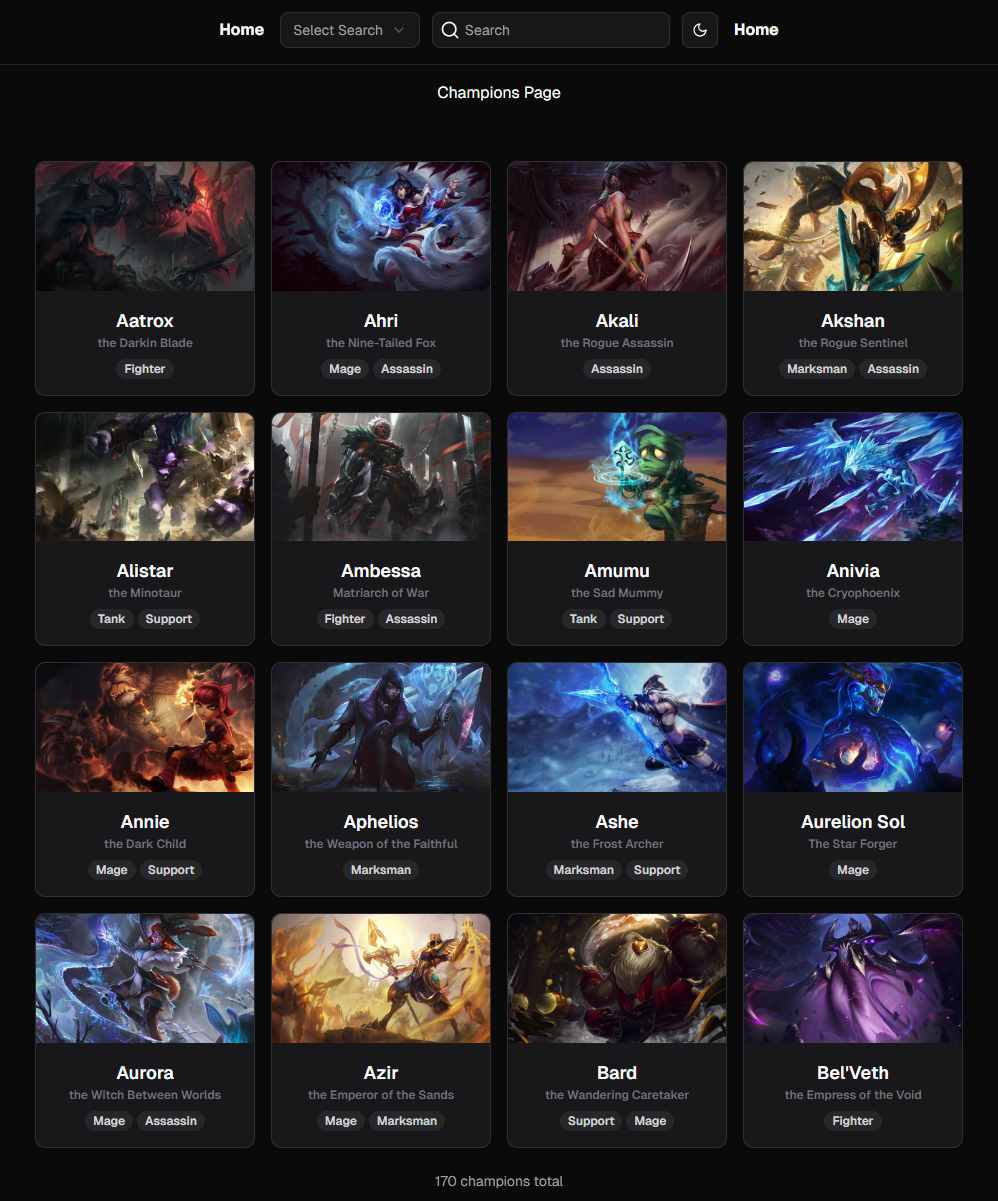 Home Select Search Search Home
Champions Page
Aatrox
the Darkin Blade
Fighter
Ahri
the Nine-Tailed Fox
Mage Assassin
Akali
the Rogue Assassin
Assassin
Akshan
the Rogue Sentinel
Marksman Assassin
Alistar
the Minotaur
Tank Support
Ambessa
Matriarch of War
Fighter Assassin
Amumu
the Sad Mummy
Tank Support
Anivia
the Cryophoenix
Mage
Annie
the Dark Child
Mage Support
Aphelios
the Weapon of the Faithful
Marksman
Ashe
the Frost Archer
Marksman Support
Aurelion Sol
The Star Forger
Mage
Aurora
the Witch Between Worlds
Mage Assassin
Azir
the Emperor of the Sands
Mage Marksman
Bard
the Wandering Caretaker
Support Mage
Bel'Veth
the Empress of the Void
Fighter
170 champions total